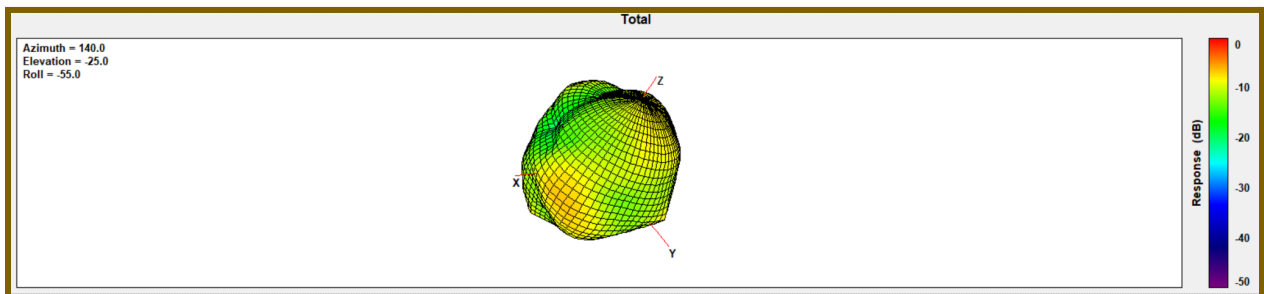 Total
Azimuth = 140.0
Elevation = -25.0
Roll = -55.0
Z
X
Y
0
-10
-20
-30
-40
-50
Response (dB)